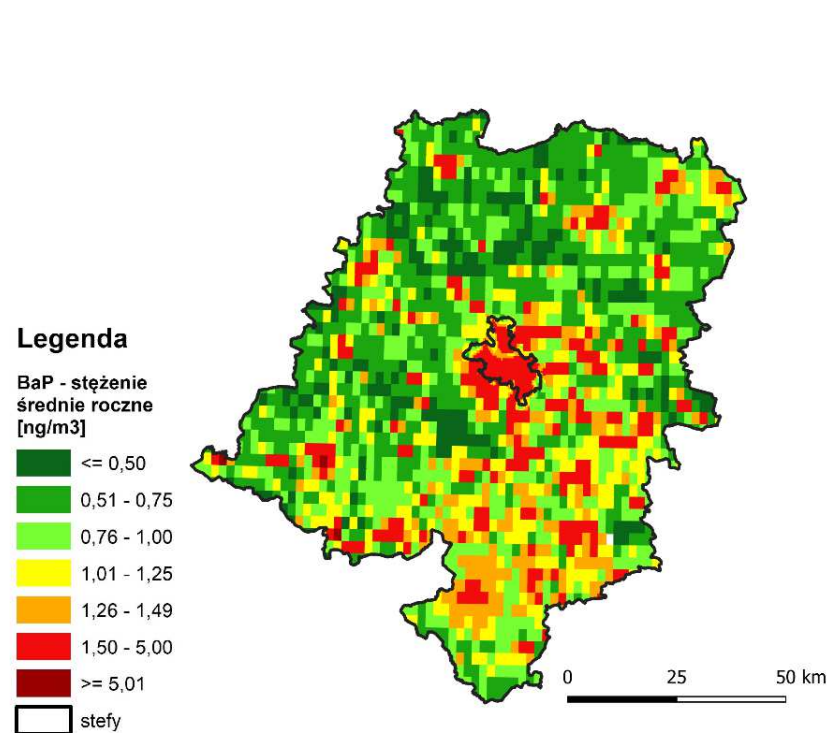 Legenda
BaP - stężenie
średnie roczne
[ng/m3]
<= 0,50
0,51 - 0,75
0,76 - 1,00
1,01 - 1,25
1,26 - 1,49
1,50 - 5,00
>= 5,01
stefy
0 25 50 km